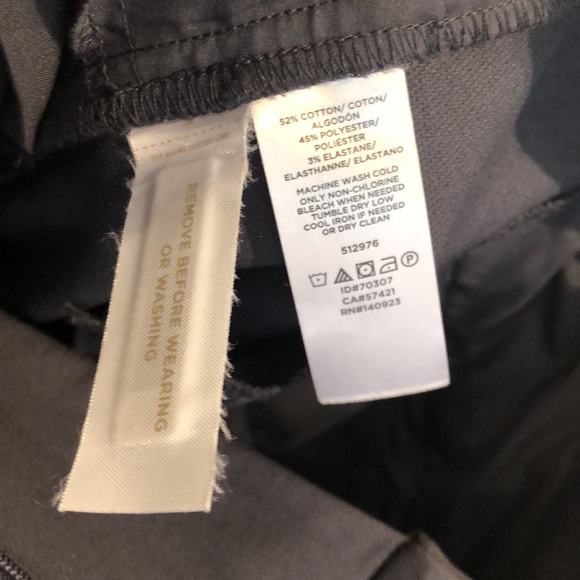 52% COTTON/ COTON/
ALGODÓN
45% POLYESTER/
POLIÉSTER
3% ELASTANE/
ELASTHANNE/ ELASTANO
MACHINE WASH COLD
ONLY NON-CHLORINE
BLEACH WHEN NEEDED
TUMBLE DRY LOW
COOL IRON IF NEEDED
OR DRY CLEAN
512976
P
ID#70307
CA#57421
RN#140923
REMOVE BEFORE WEARING
OR WASHING